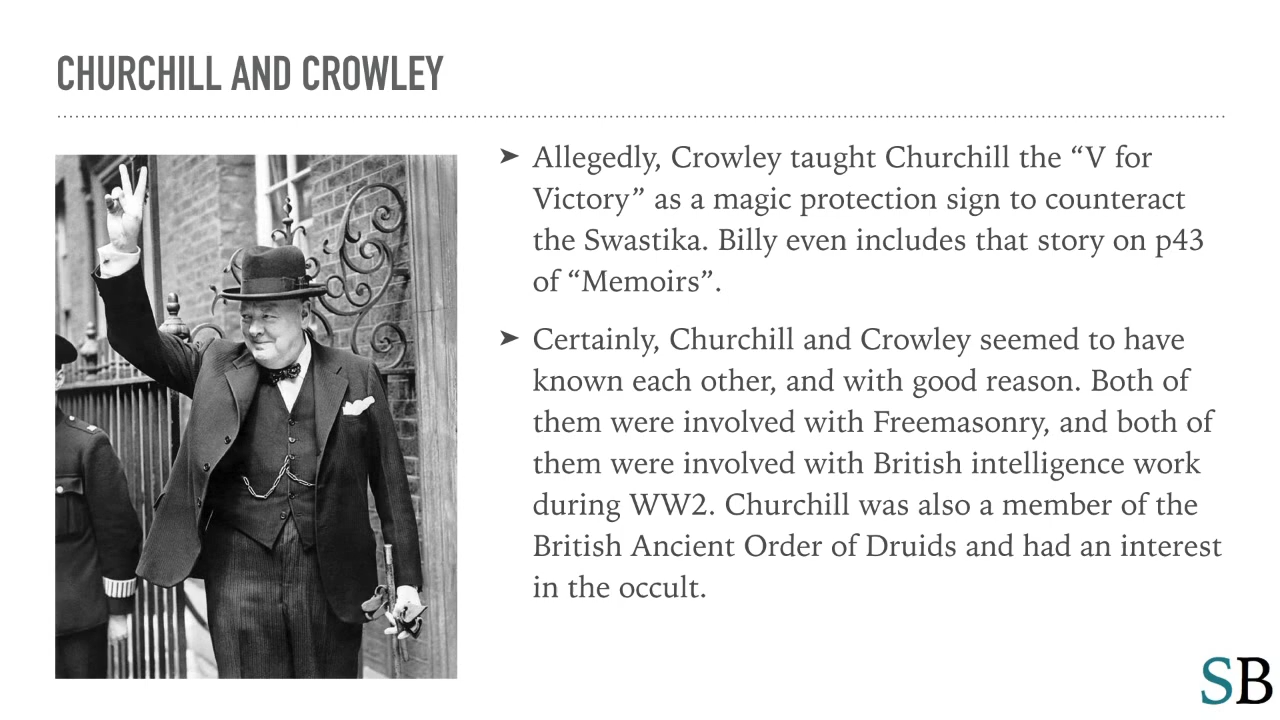 CHURCHILL AND CROWLEY
➤ Allegedly, Crowley taught Churchill the “V for
Victory” as a magic protection sign to counteract
the Swastika. Billy even includes that story on p43
of “Memoirs”.
➤ Certainly, Churchill and Crowley seemed to have
known each other, and with good reason. Both of
them were involved with Freemasonry, and both of
them were involved with British intelligence work
during WW2. Churchill was also a member of the
British Ancient Order of Druids and had an interest
in the occult.
SB